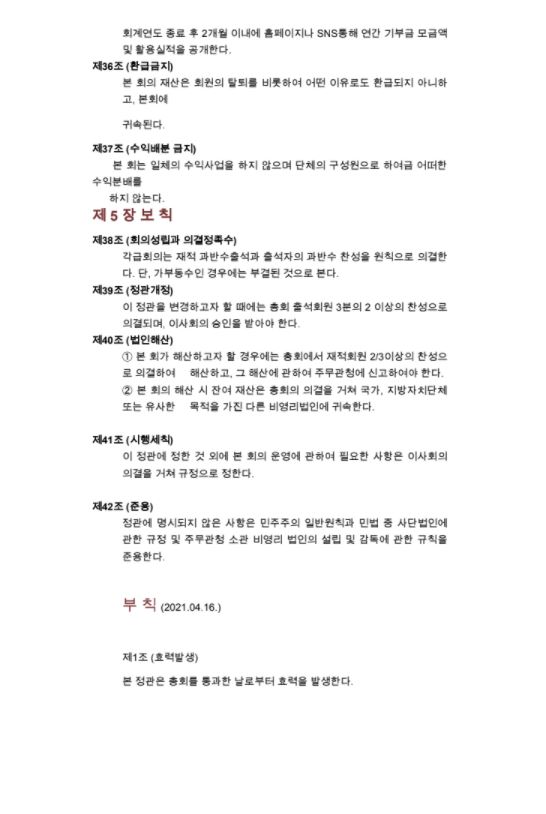 회계연도 종료 후 2개월 이내에 홈페이지나 SNS통해 연간 기부금 모금액
및 활용실적을 공개한다.
제36조 (환급금지)
본 회의 재산은 회원의 탈퇴를 비롯하여 어떤 이유로도 환급되지 아니하
고, 본회에
귀속된다.
제37조 (수익배분 금지)
본 회는 일체의 수익사업을 하지 않으며 단체의 구성원으로 하여금 어떠한
수익분배를
하지 않는다.
제 5 장 보 칙
제38조 (회의성립과 의결정족수)
각급회의는 재적 과반수출석과 출석자의 과반수 찬성을 원칙으로 의결한
다. 단, 가부동수인 경우에는 부결된 것으로 본다.
제39조 (정관개정)
이 정관을 변경하고자 할 때에는 총회 출석회원 3분의 2 이상의 찬성으로
의결되며, 이사회의 승인을 받아야 한다.
제40조 (법인해산)
① 본 회가 해산하고자 할 경우에는 총회에서 재적회원 2/3이상의 찬성으
로 의결하여 해산하고, 그 해산에 관하여 주무관청에 신고하여야 한다.
② 본 회의 해산 시 잔여 재산은 총회의 의결을 거쳐 국가, 지방자치단체
또는 유사한 목적을 가진 다른 비영리법인에 귀속한다.
제41조 (시행세칙)
이 정관에 정한 것 외에 본 회의 운영에 관하여 필요한 사항은 이사회의
의결을 거쳐 규정으로 정한다.
제42조 (준용)
정관에 명시되지 않은 사항은 민주주의 일반원칙과 민법 중 사단법인에
관한 규정 및 주무관청 소관 비영리 법인의 설립 및 감독에 관한 규칙을
준용한다.
부 칙 (2021.04.16.)
제1조 (효력발생)
본 정관은 총회를 통과한 날로부터 효력을 발생한다.